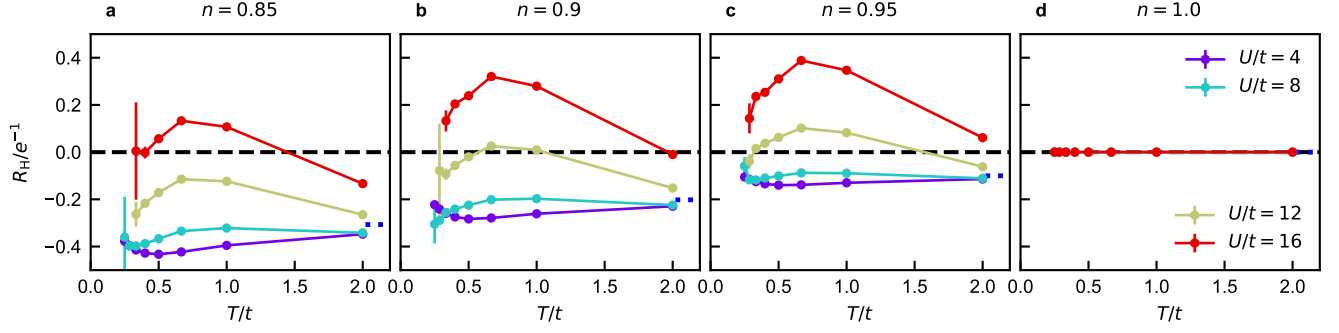 a n = 0.85
b n = 0.9
c n = 0.95
d n = 1.0
R_H/e⁻¹
0.4
0.2
0.0
−0.2
−0.4
U/t = 4
U/t = 8
U/t = 12
U/t = 16
0.0 0.5 1.0 1.5 2.0
0.0 0.5 1.0 1.5 2.0
0.0 0.5 1.0 1.5 2.0
0.0 0.5 1.0 1.5 2.0
T/t
T/t
T/t
T/t